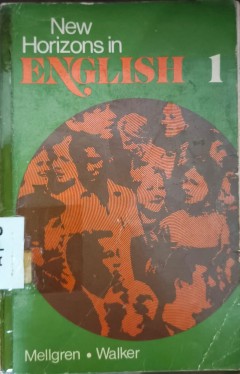 New
Horizons in
ENGLISH 1
Mellgren • Walker